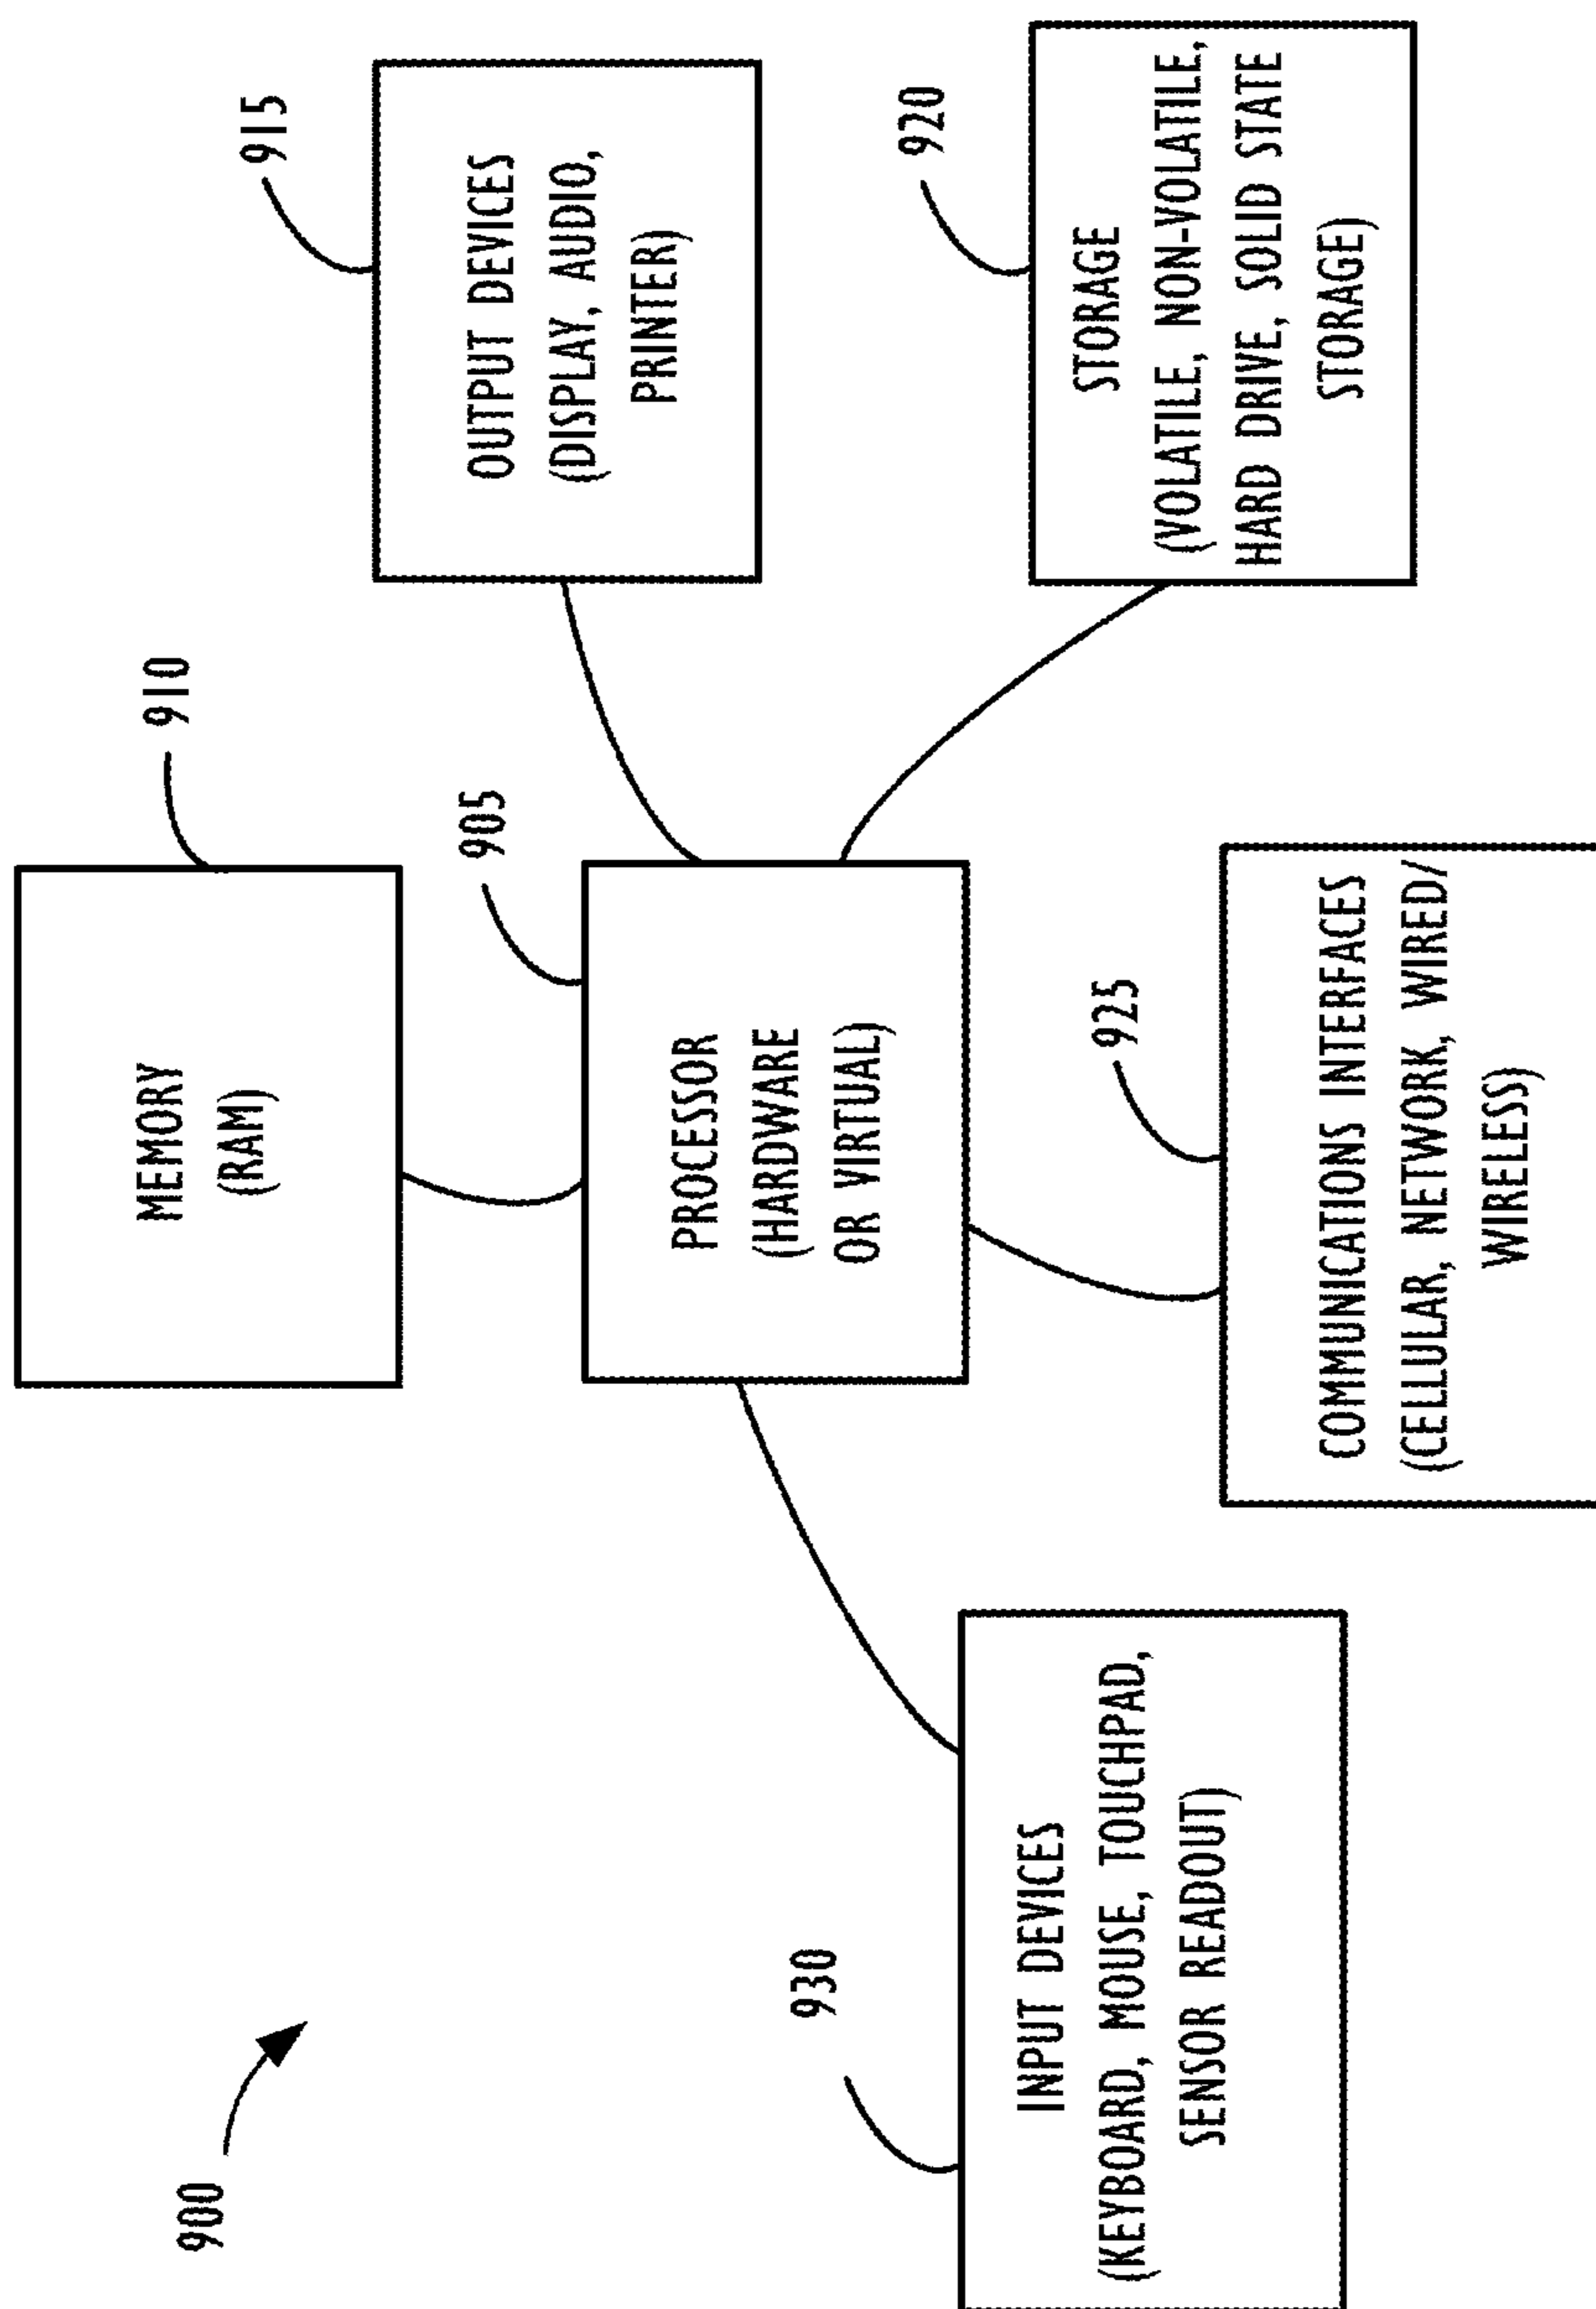 900
910
MEMORY
(RAM)
915
OUTPUT DEVICES
(DISPLAY, AUDIO,
PRINTER)
905
PROCESSOR
(HARDWARE
OR VIRTUAL)
930
INPUT DEVICES
(KEYBOARD, MOUSE, TOUCHPAD,
SENSOR READOUT)
925
COMMUNICATIONS INTERFACES
(CELLULAR, NETWORK, WIRED/
WIRELESS)
920
STORAGE
(VOLATILE, NON-VOLATILE,
HARD DRIVE, SOLID STATE
STORAGE)